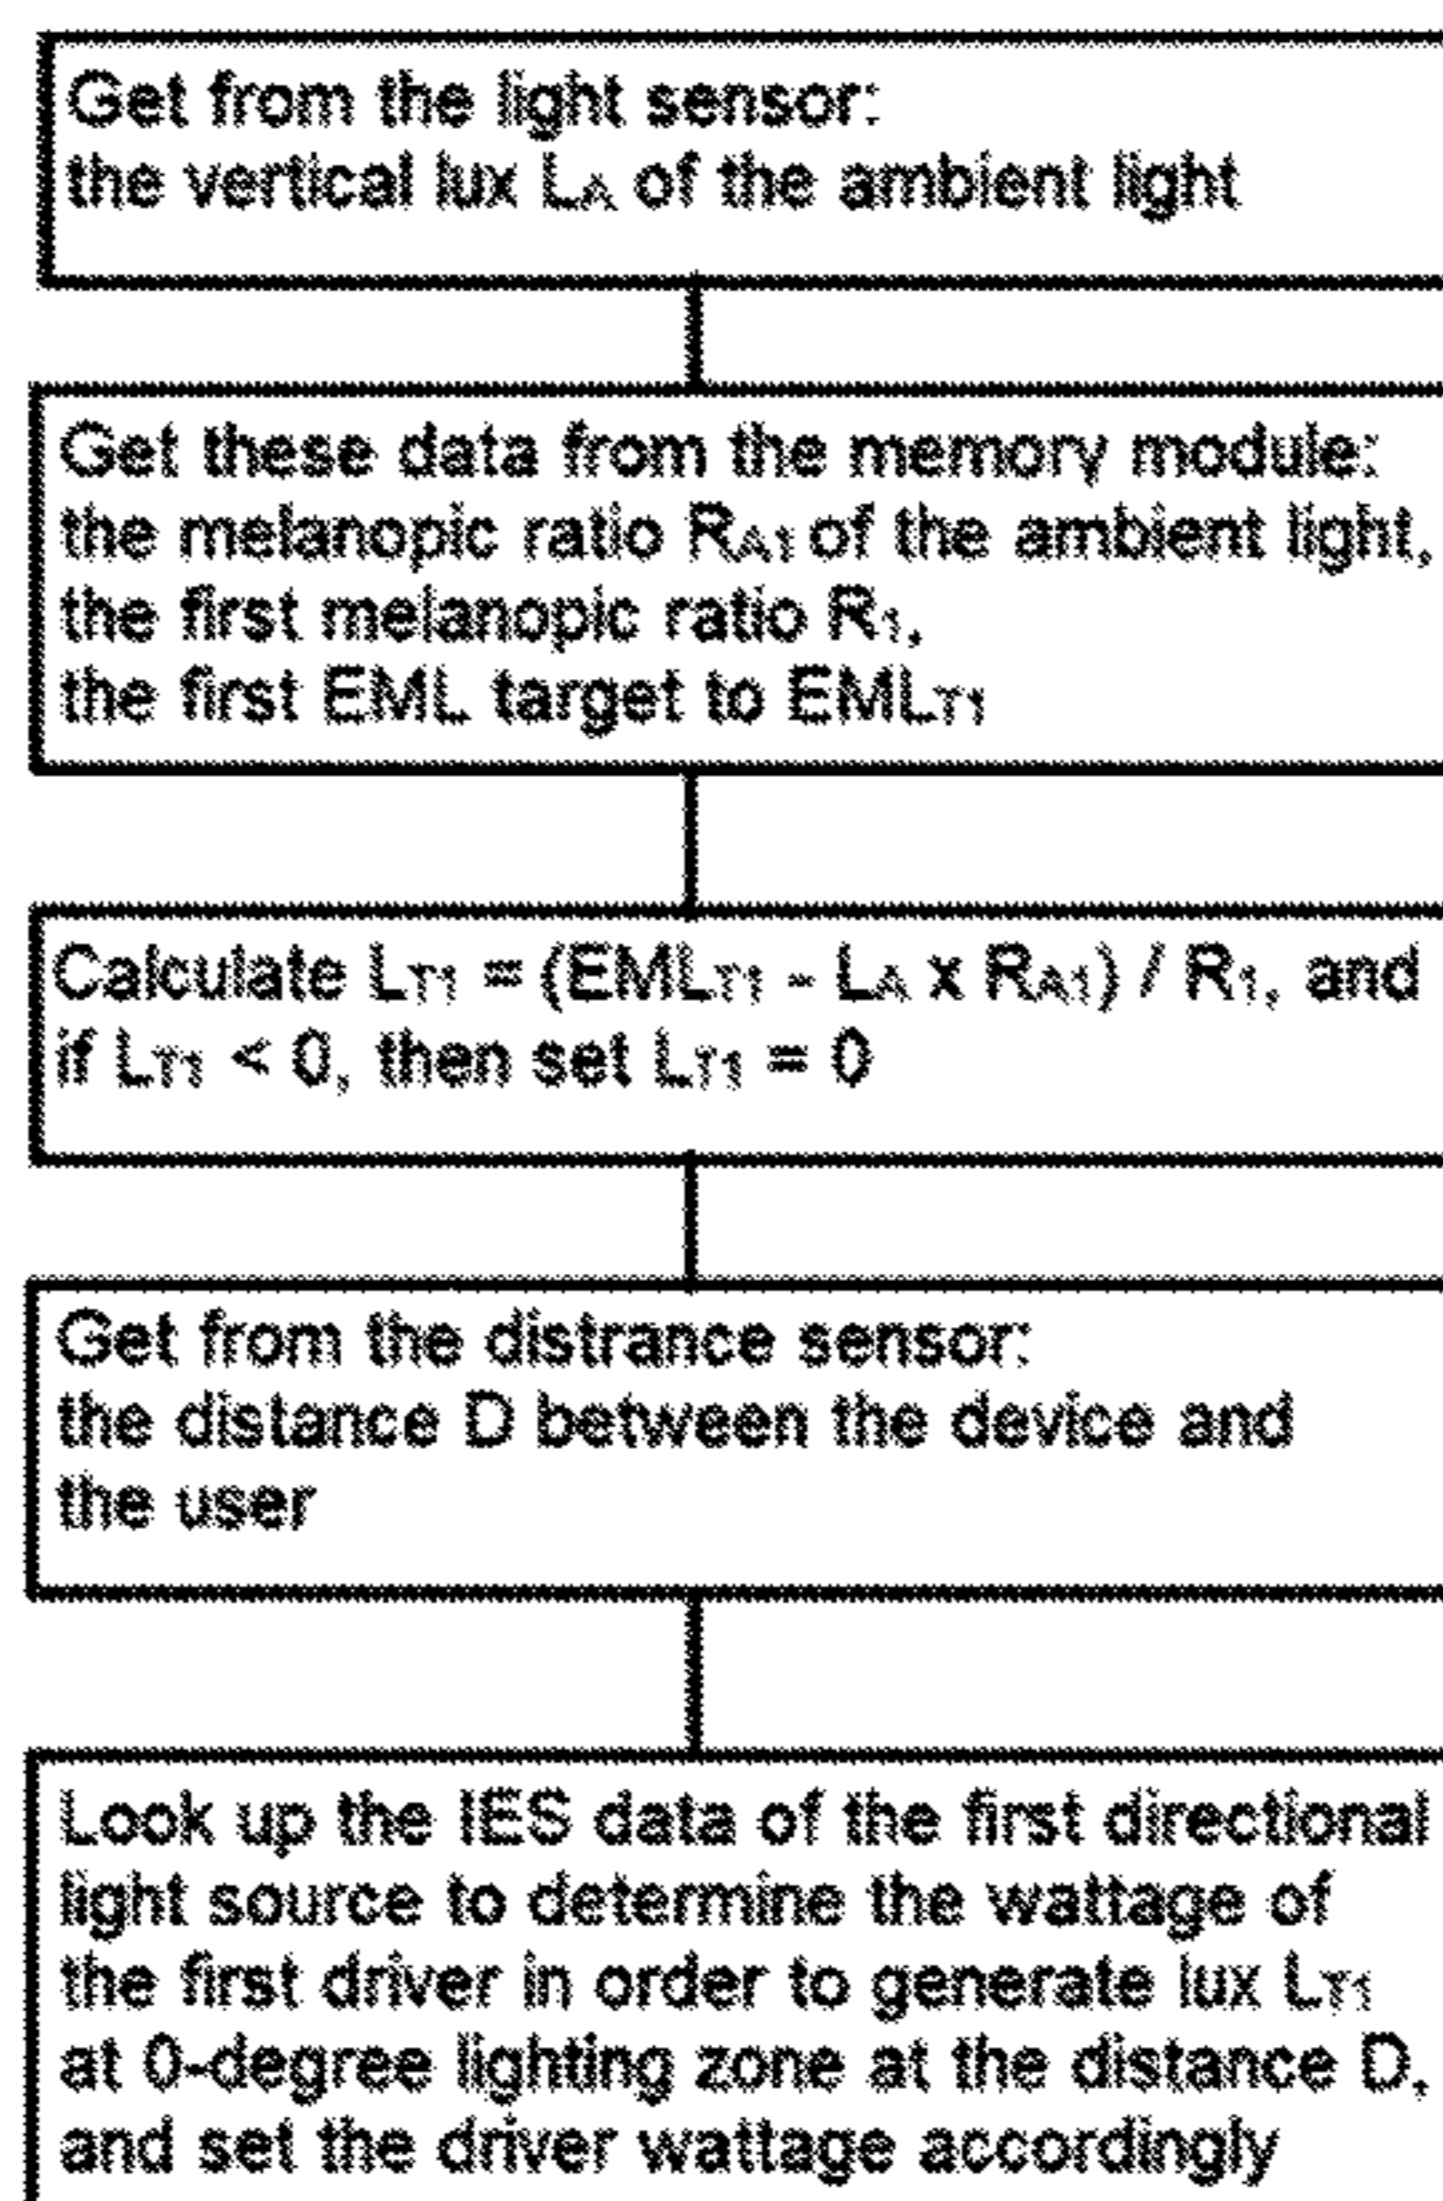 Get from the light sensor:
the vertical lux LA of the ambient light
Get these data from the memory module:
the melanopic ratio RA1 of the ambient light,
the first melanopic ratio R1,
the first EML target to EMLT1
Calculate LT1 = (EMLT1 - LA x RA1) / R1, and
if LT1 < 0, then set LT1 = 0
Get from the distrance sensor:
the distance D between the device and
the user
Look up the IES data of the first directional
light source to determine the wattage of
the first driver in order to generate lux LT1
at 0-degree lighting zone at the distance D,
and set the driver wattage accordingly